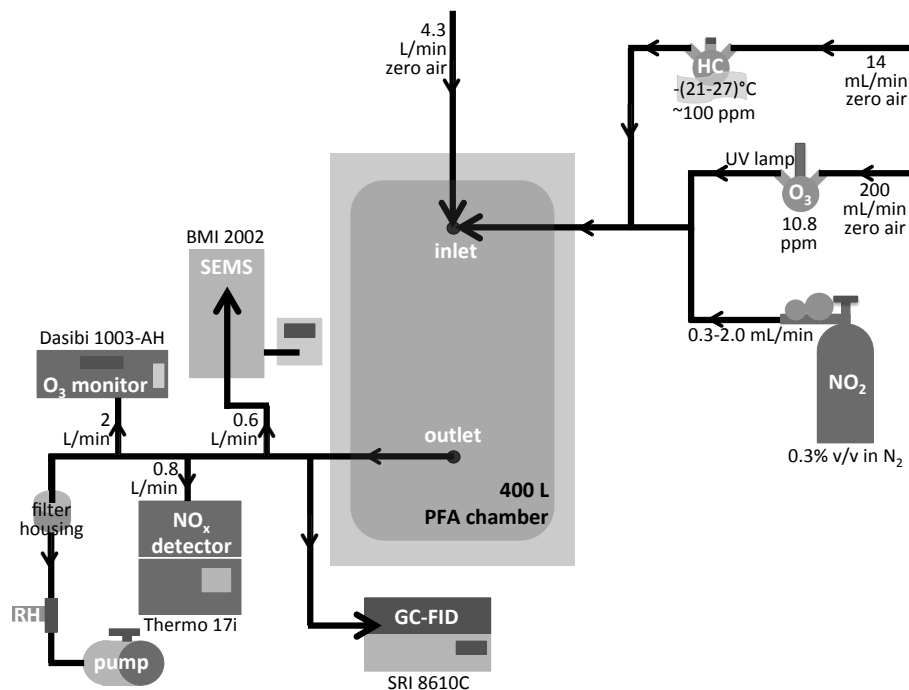 4.3
L/min
zero air
HC
-(21-27)°C
~100 ppm
14
mL/min
zero air
UV lamp
O₃
10.8
ppm
200
mL/min
zero air
inlet
BMI 2002
SEMS
0.3-2.0 mL/min
NO₂
0.3% v/v in N₂
Dasibi 1003-AH
O₃ monitor
2
L/min
0.6
L/min
outlet
400 L
PFA chamber
0.8
L/min
filter
housing
NOₓ
detector
Thermo 17i
RH
pump
GC-FID
SRI 8610C